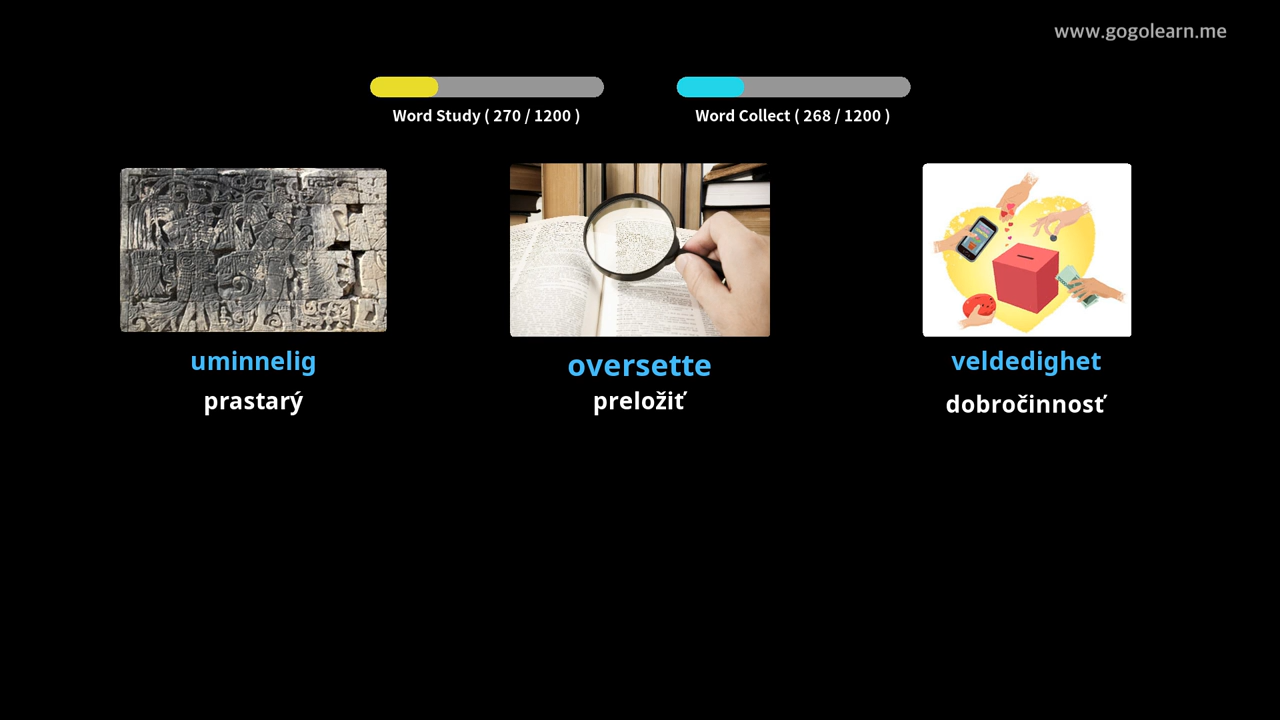 www.gogolearn.me
Word Study ( 270 / 1200 )
Word Collect ( 268 / 1200 )
uminnelig
prastarý
oversette
preložiť
veldedighet
dobročinnosť